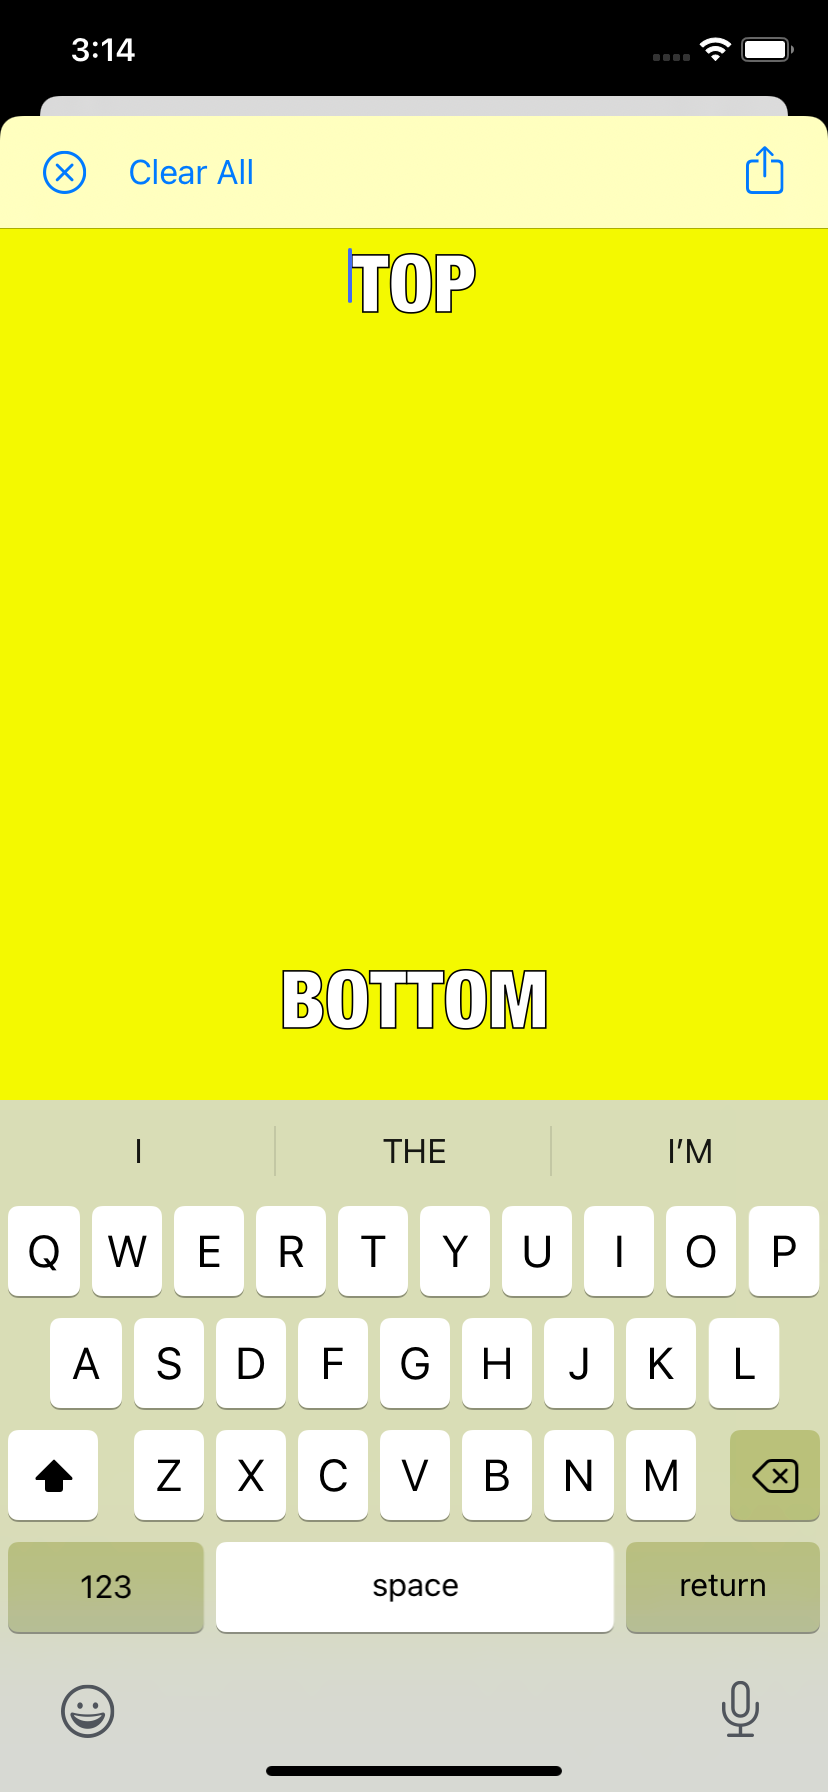 3:14
Clear All
TOP
BOTTOM
I THE I’M
Q W E R T Y U I O P
A S D F G H J K L
Z X C V B N M
123 space return